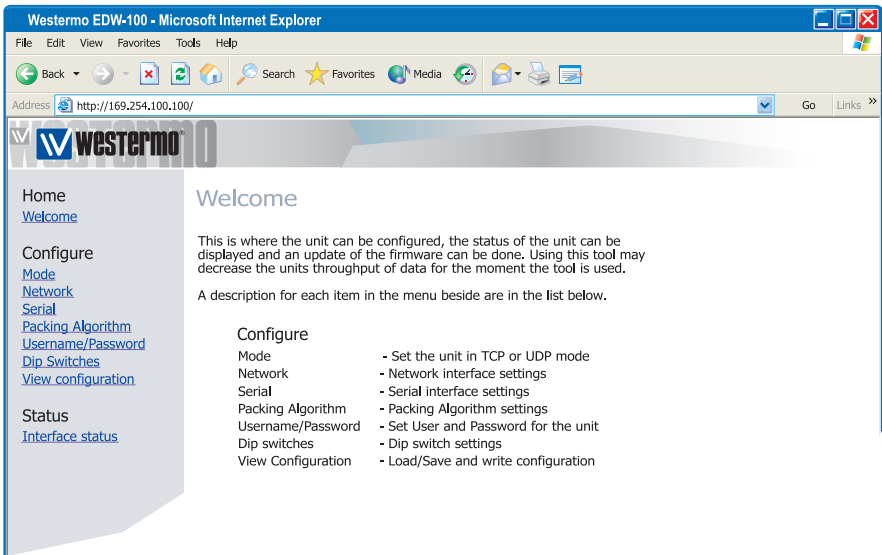 Westermo EDW-100 - Microsoft Internet Explorer
File Edit View Favorites Tools Help
Back Search Favorites Media
Address http://169.254.100.100/ Go Links »
westermo®
Home
Welcome
Configure
Mode
Network
Serial
Packing Algorithm
Username/Password
Dip Switches
View configuration
Status
Interface status
Welcome
This is where the unit can be configured, the status of the unit can be
displayed and an update of the firmware can be done. Using this tool may
decrease the units throughput of data for the moment the tool is used.
A description for each item in the menu beside are in the list below.
Configure
Mode - Set the unit in TCP or UDP mode
Network - Network interface settings
Serial - Serial interface settings
Packing Algorithm - Packing Algorithm settings
Username/Password - Set User and Password for the unit
Dip switches - Dip switch settings
View Configuration - Load/Save and write configuration